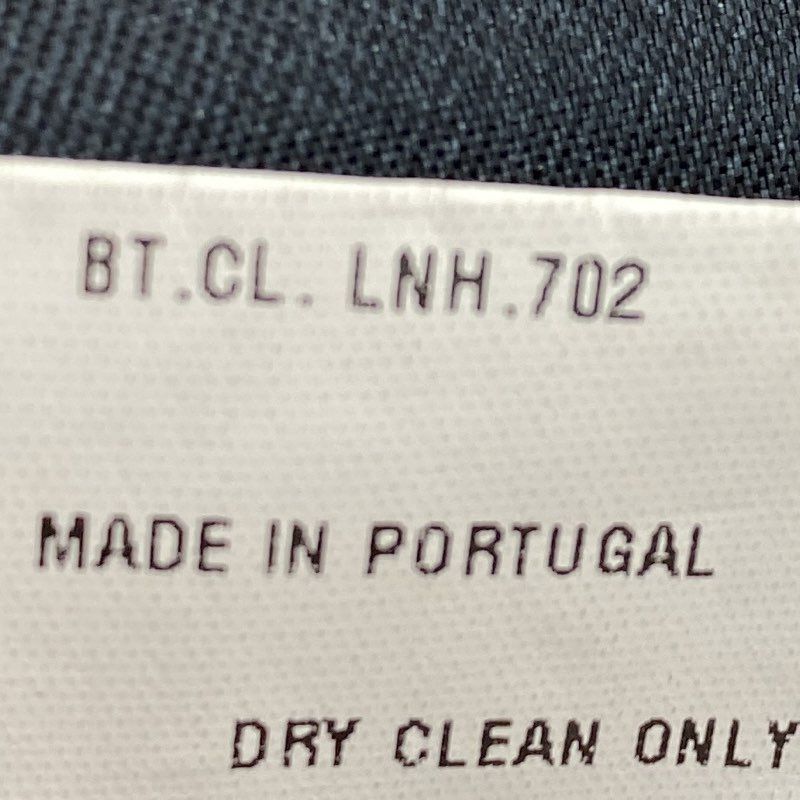 BT.CL. LNH.702
MADE IN PORTUGAL
DRY CLEAN ONLY